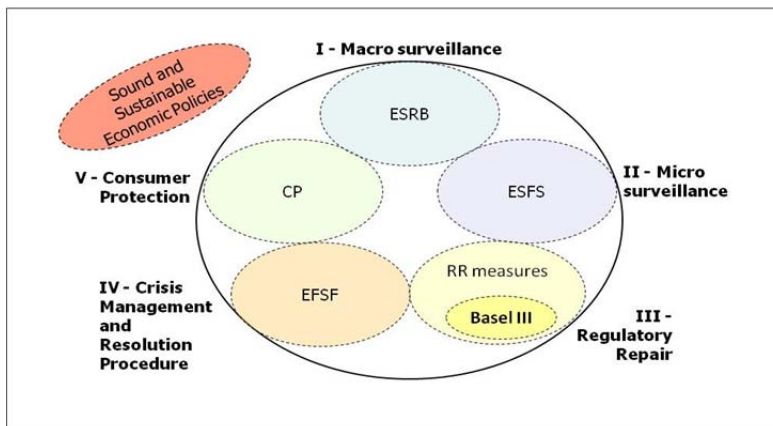 I - Macro surveillance
Sound and
Sustainable
Economic Policies
ESRB
V - Consumer
Protection
CP
ESFS
II - Micro
surveillance
IV - Crisis
Management
and
Resolution
Procedure
EFSF
RR measures
Basel III
III -
Regulatory
Repair